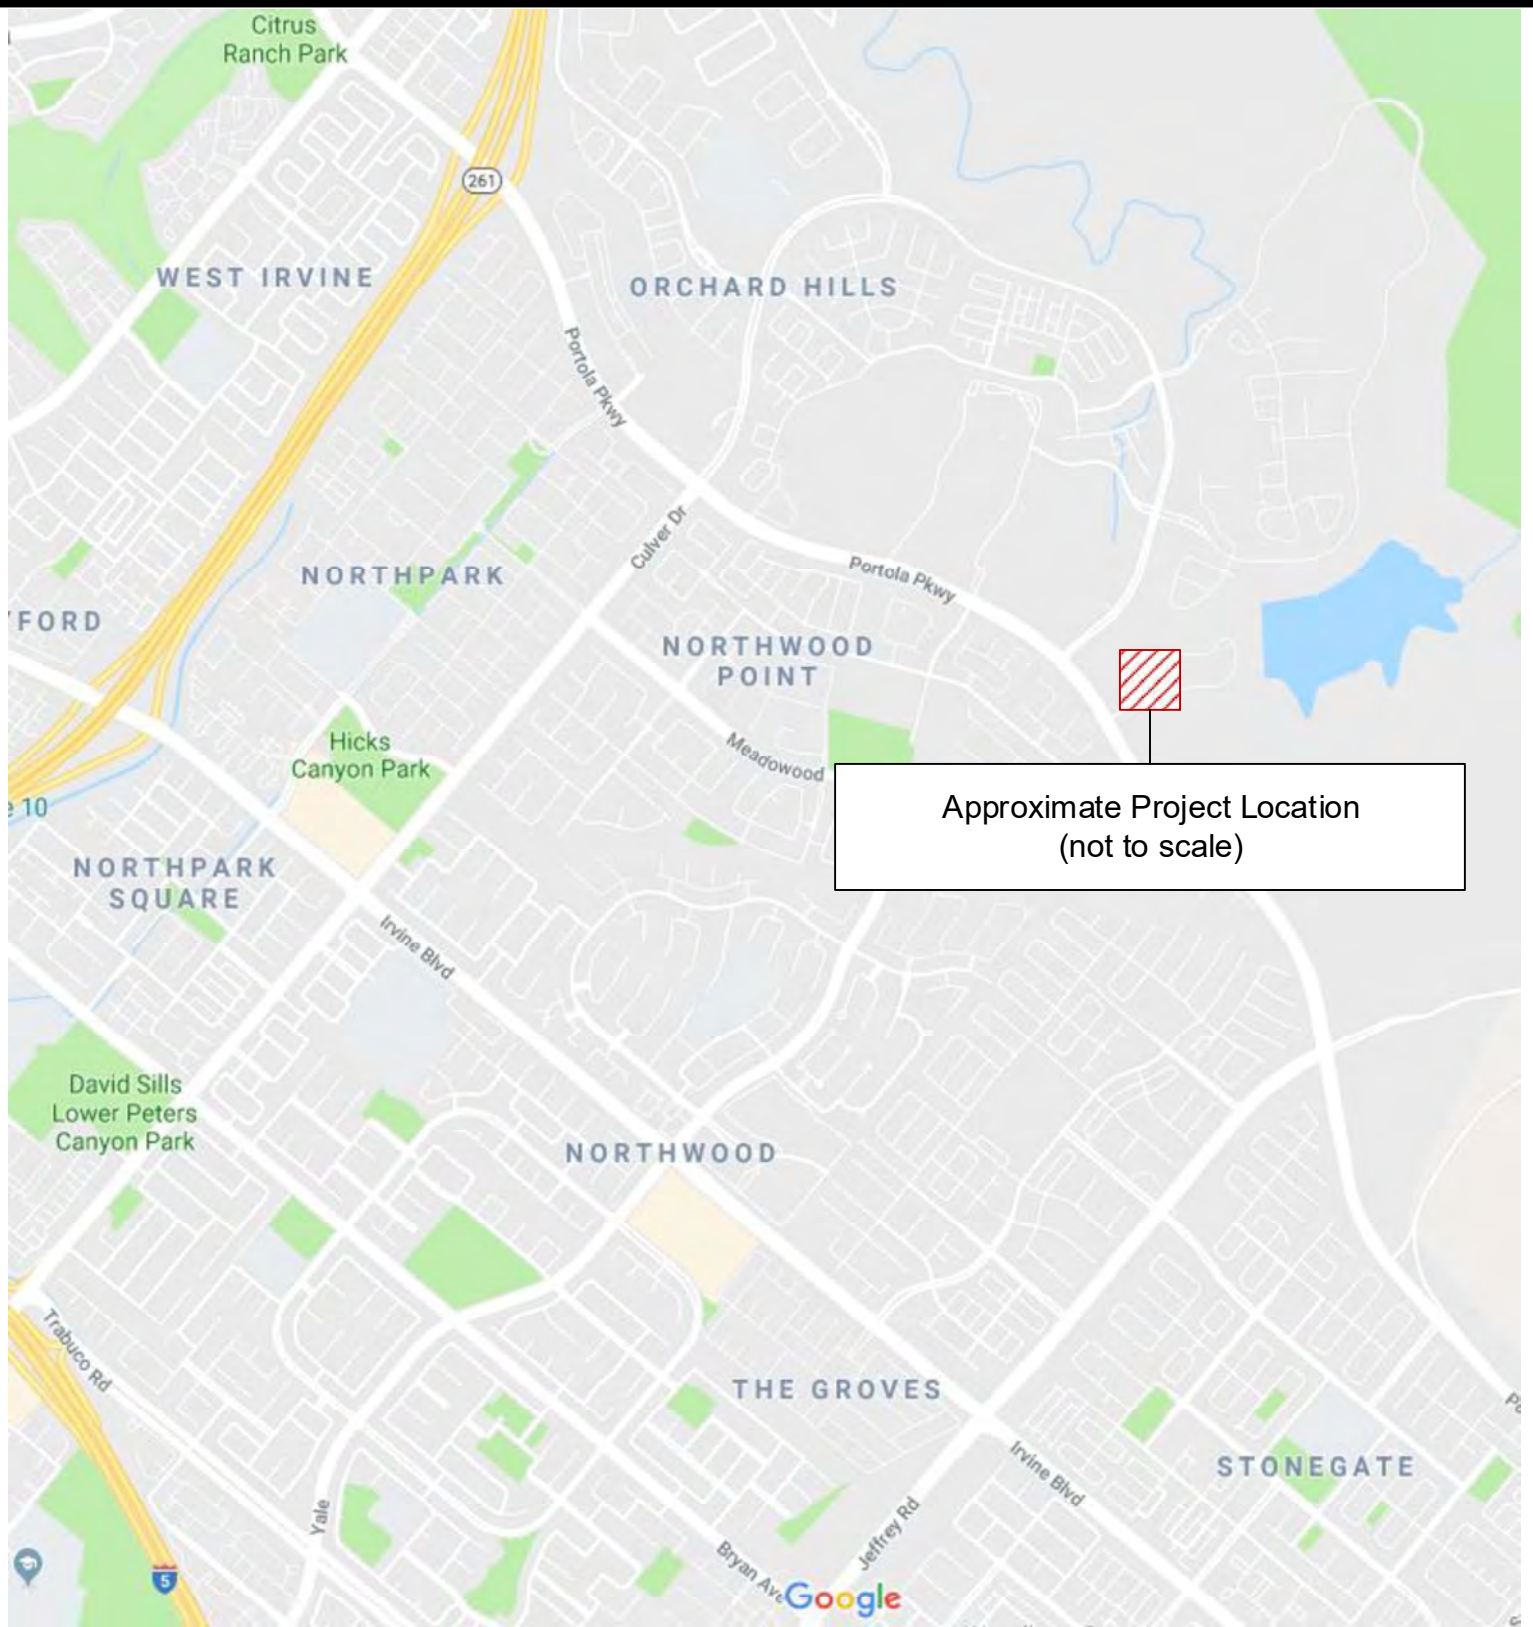 Citrus
Ranch Park
261
WEST IRVINE
ORCHARD HILLS
Portola Pkwy
Culver Dr
Portola Pkwy
NORTHPARK
FORD
NORTHWOOD
POINT
Hicks
Canyon Park
Meadowood
10
Approximate Project Location
(not to scale)
NORTHPARK
SQUARE
Irvine Blvd
David Sills
Lower Peters
Canyon Park
NORTHWOOD
Trabuco Rd
THE GROVES
Irvine Blvd
STONEGATE
Yale
Jeffrey Rd
Bryan Ave
5
Google